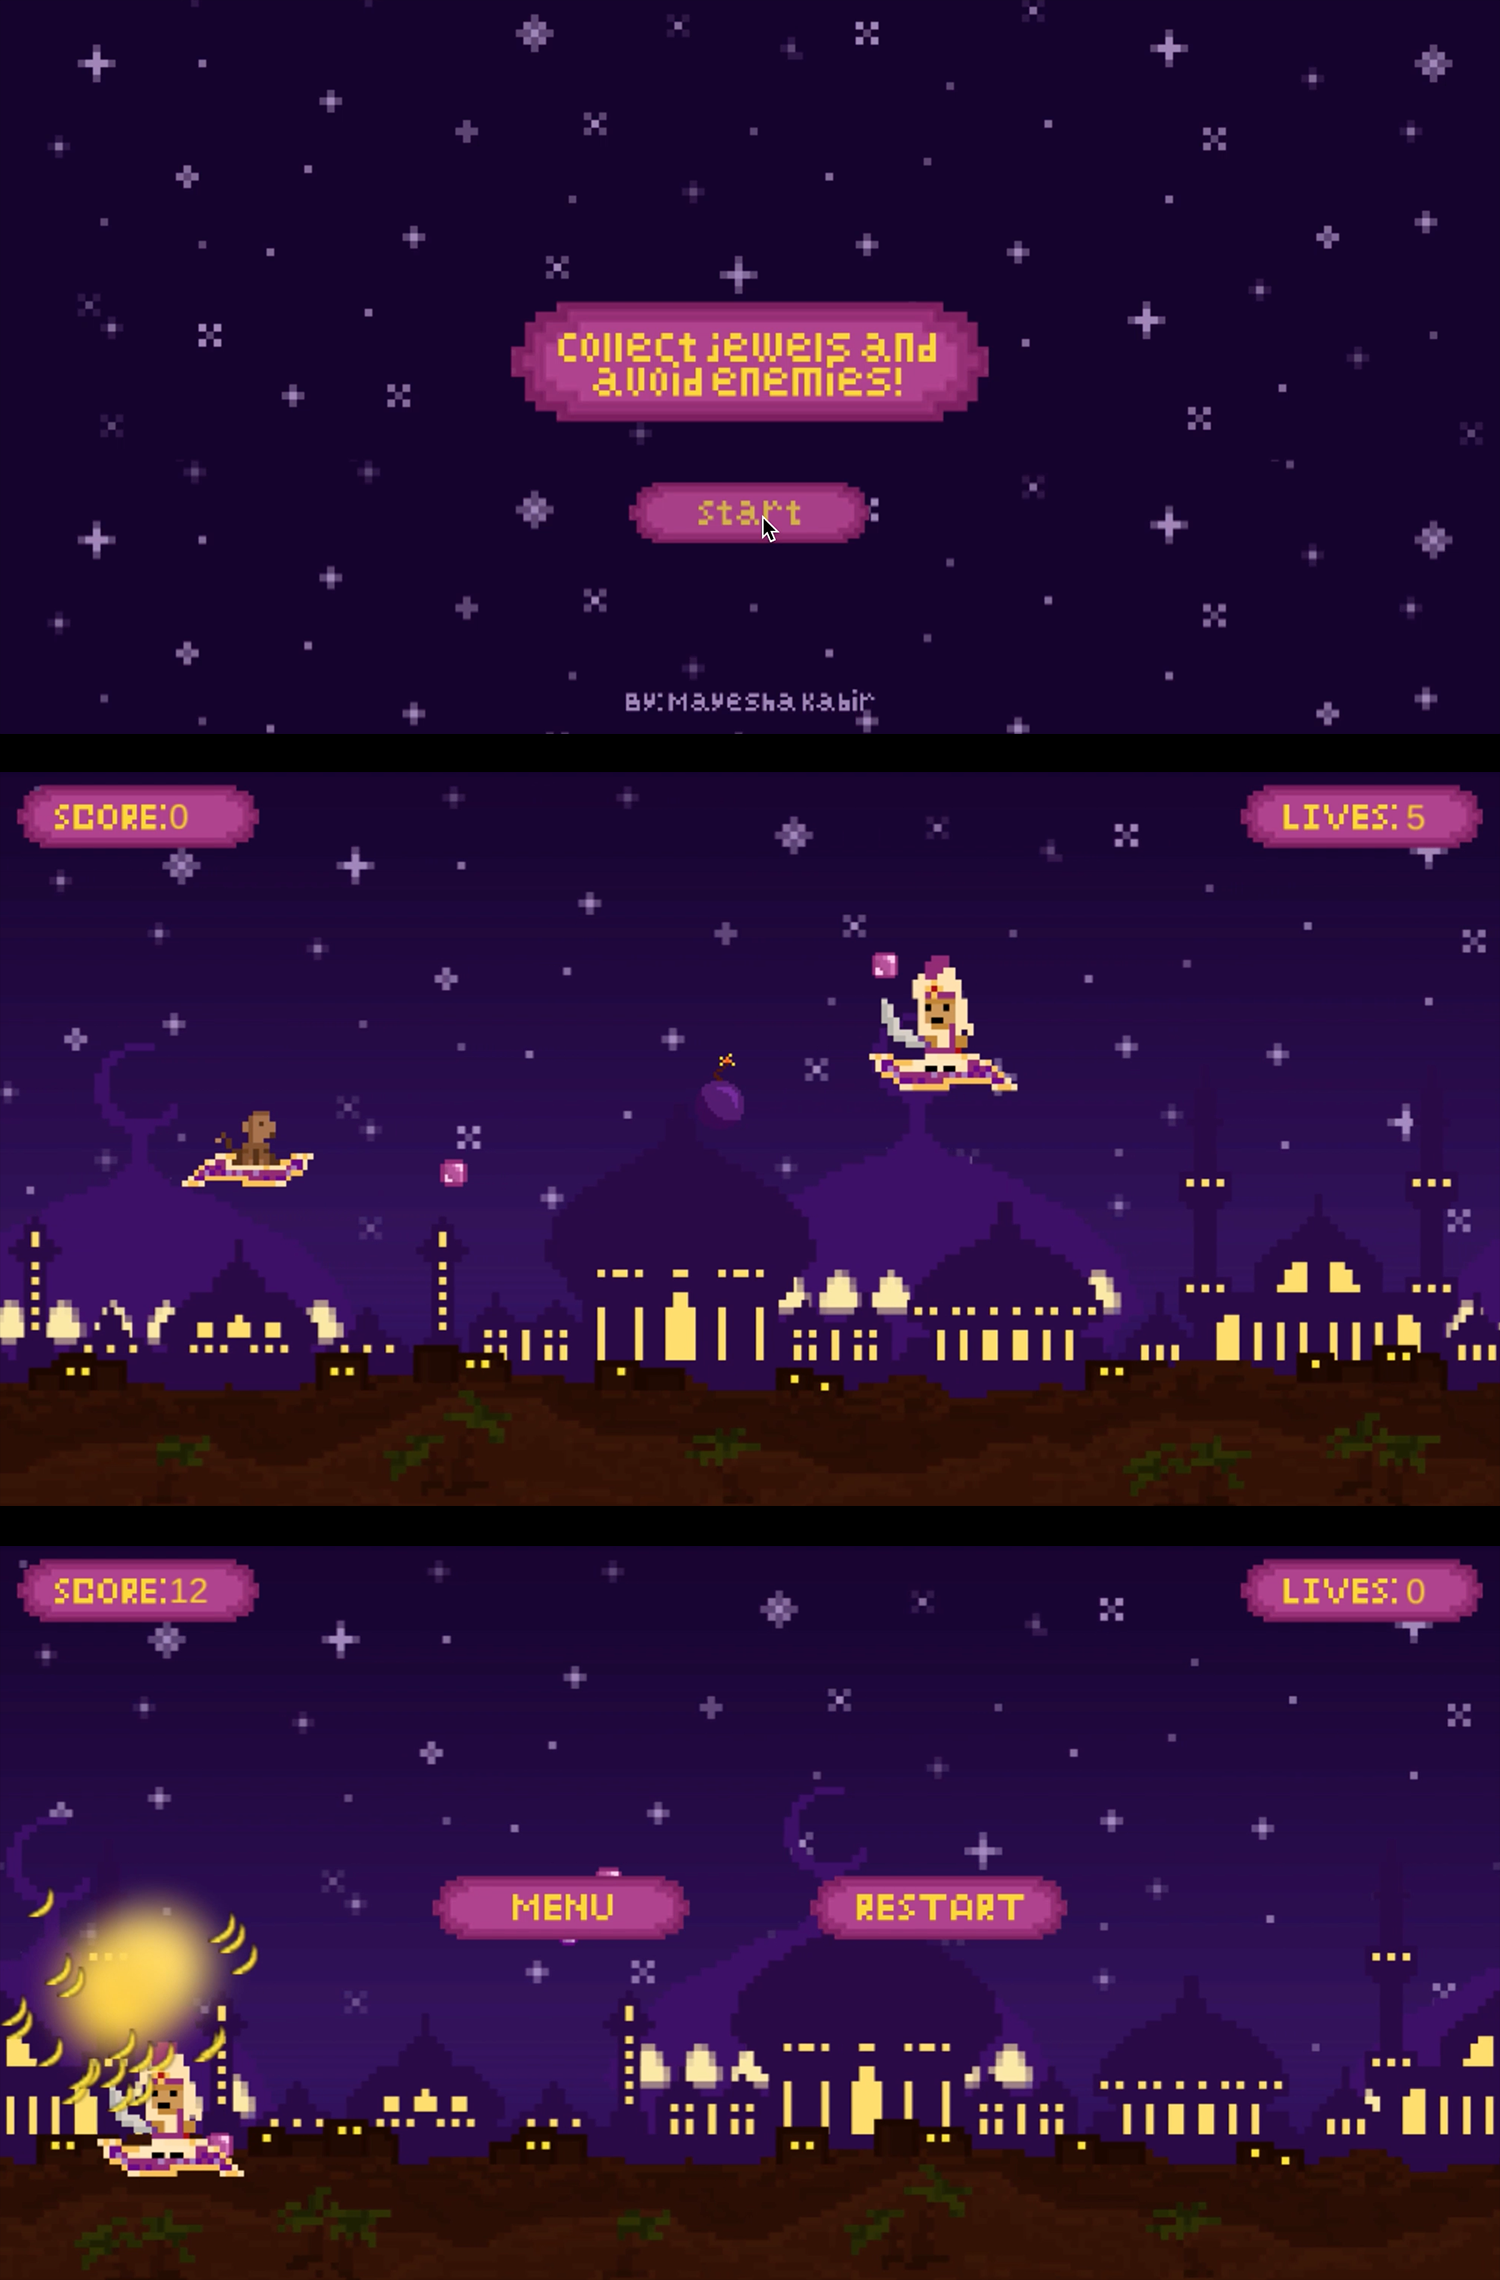 collect jewels and
avoid enemies!
start
By: Mayesha Kabir
SCORE:0
LIVES: 5
SCORE:12
LIVES: 0
MENU
RESTART